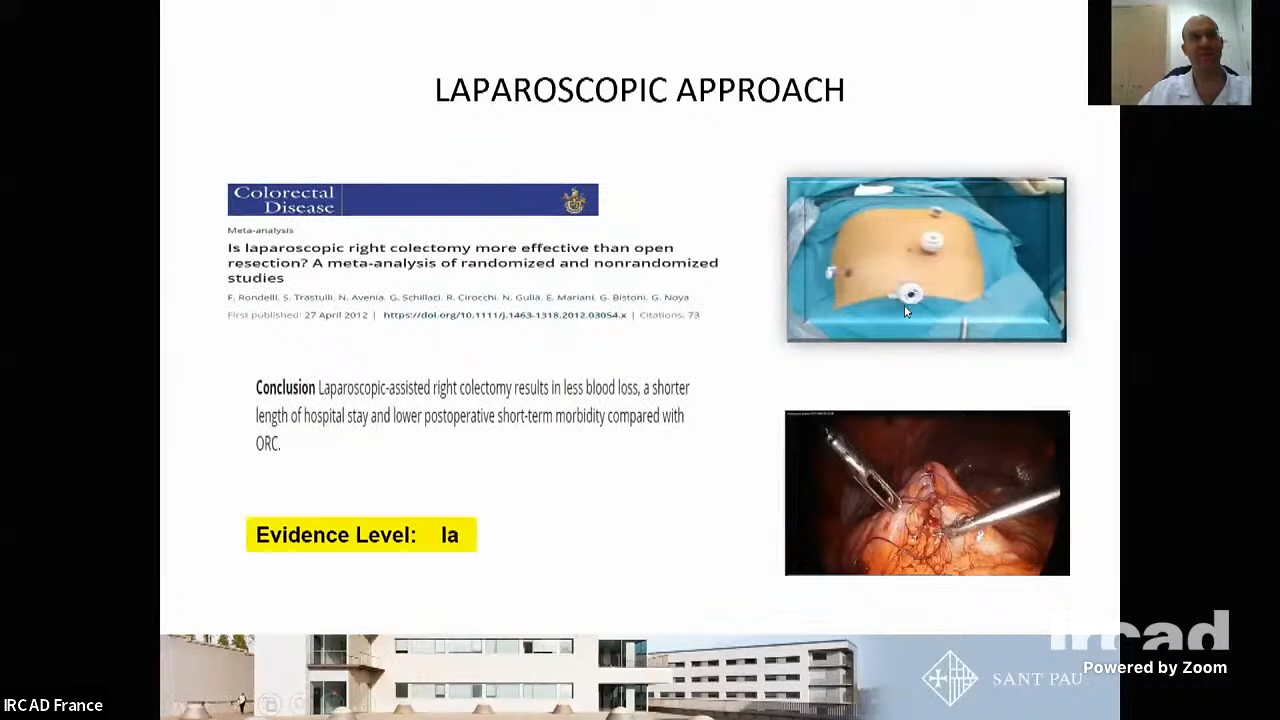 LAPAROSCOPIC APPROACH
Colorectal
Disease
Meta-analysis
Is laparoscopic right colectomy more effective than open
resection? A meta-analysis of randomized and nonrandomized
studies
F. Rondelli, S. Trastulli, N. Avenia, G. Schillaci, R. Cirocchi, N. Gullà, E. Mariani, G. Bistoni, G. Noya
First published: 27 April 2012 | https://doi.org/10.1111/j.1463-1318.2012.03054.x | Citations: 73
Conclusion Laparoscopic-assisted right colectomy results in less blood loss, a shorter
length of hospital stay and lower postoperative short-term morbidity compared with
ORC.
Evidence Level: Ia
ircad
Powered by Zoom
SANT PAU
IRCAD France